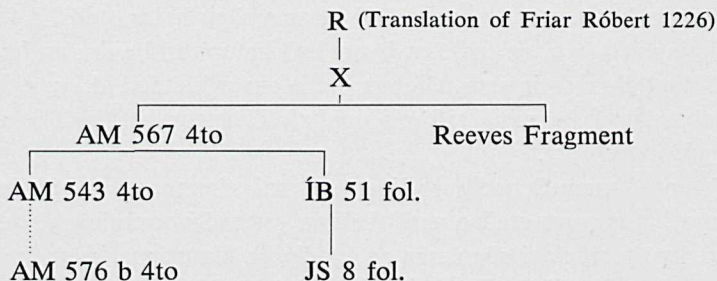 R (Translation of Friar Róbert 1226)
X
AM 567 4to Reeves Fragment
AM 543 4to ÍB 51 fol.
AM 576 b 4to JS 8 fol.